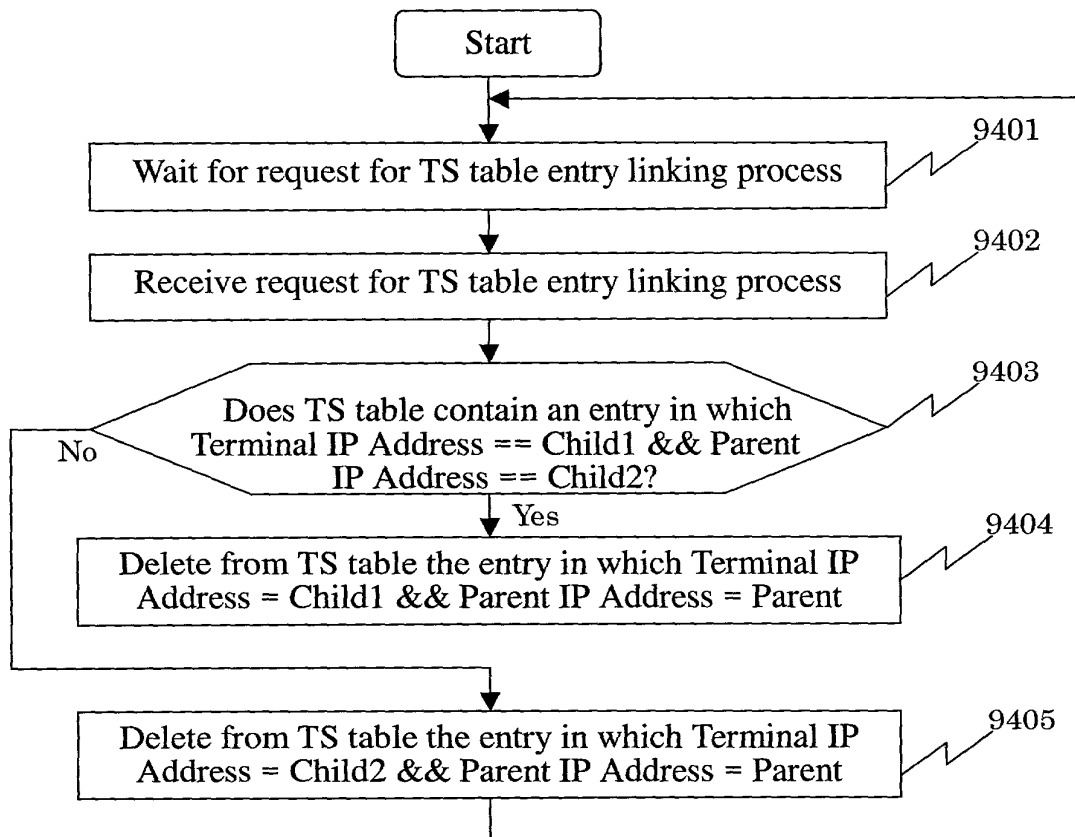 Start
9401
Wait for request for TS table entry linking process
9402
Receive request for TS table entry linking process
9403
Does TS table contain an entry in which
Terminal IP Address == Child1 && Parent
IP Address == Child2?
No
Yes
9404
Delete from TS table the entry in which Terminal IP
Address = Child1 && Parent IP Address = Parent
9405
Delete from TS table the entry in which Terminal IP
Address = Child2 && Parent IP Address = Parent